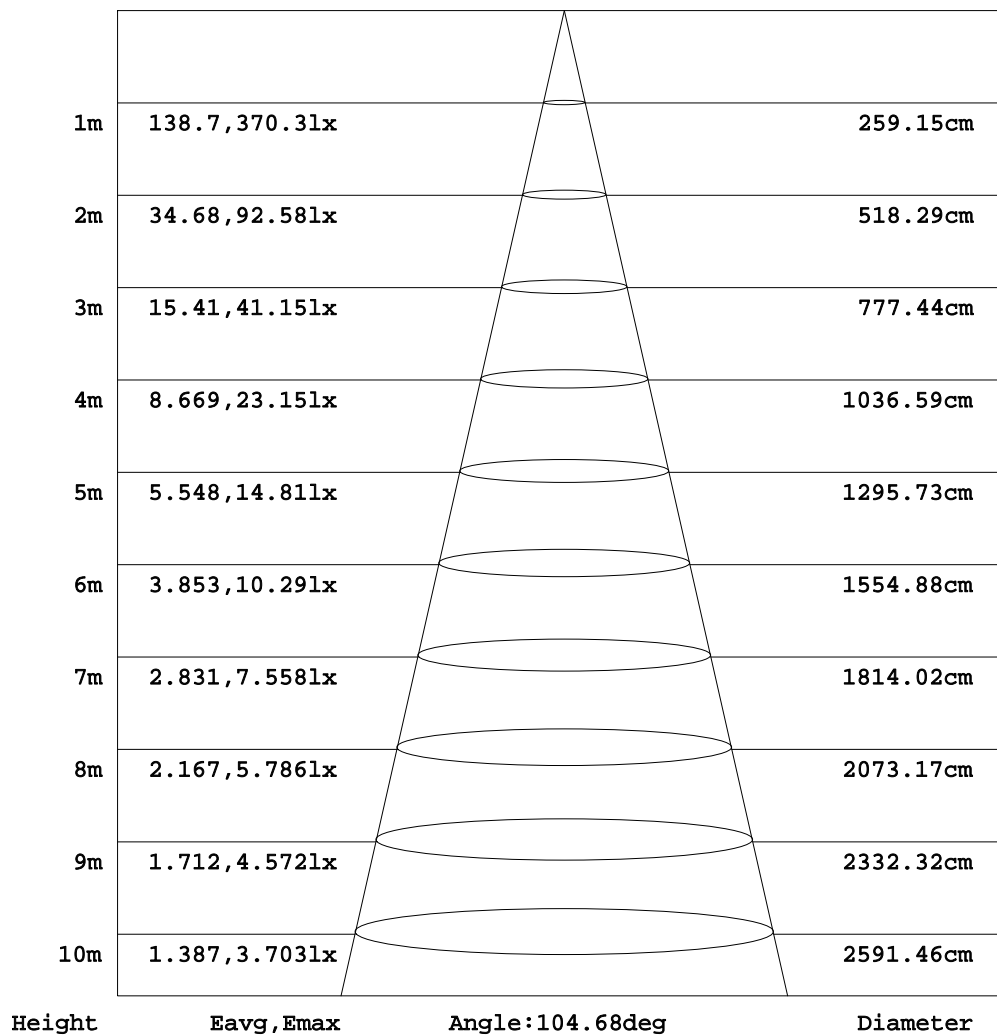 1m 138.7,370.3lx 259.15cm
2m 34.68,92.58lx 518.29cm
3m 15.41,41.15lx 777.44cm
4m 8.669,23.15lx 1036.59cm
5m 5.548,14.81lx 1295.73cm
6m 3.853,10.29lx 1554.88cm
7m 2.831,7.558lx 1814.02cm
8m 2.167,5.786lx 2073.17cm
9m 1.712,4.572lx 2332.32cm
10m 1.387,3.703lx 2591.46cm
Height Eavg,Emax Angle:104.68deg Diameter